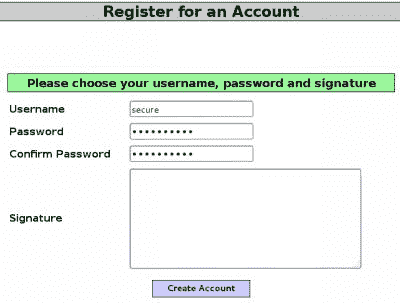 Register for an Account
Please choose your username, password and signature
Username
secure
Password
••••••••••
Confirm Password
••••••••••
Signature
Create Account